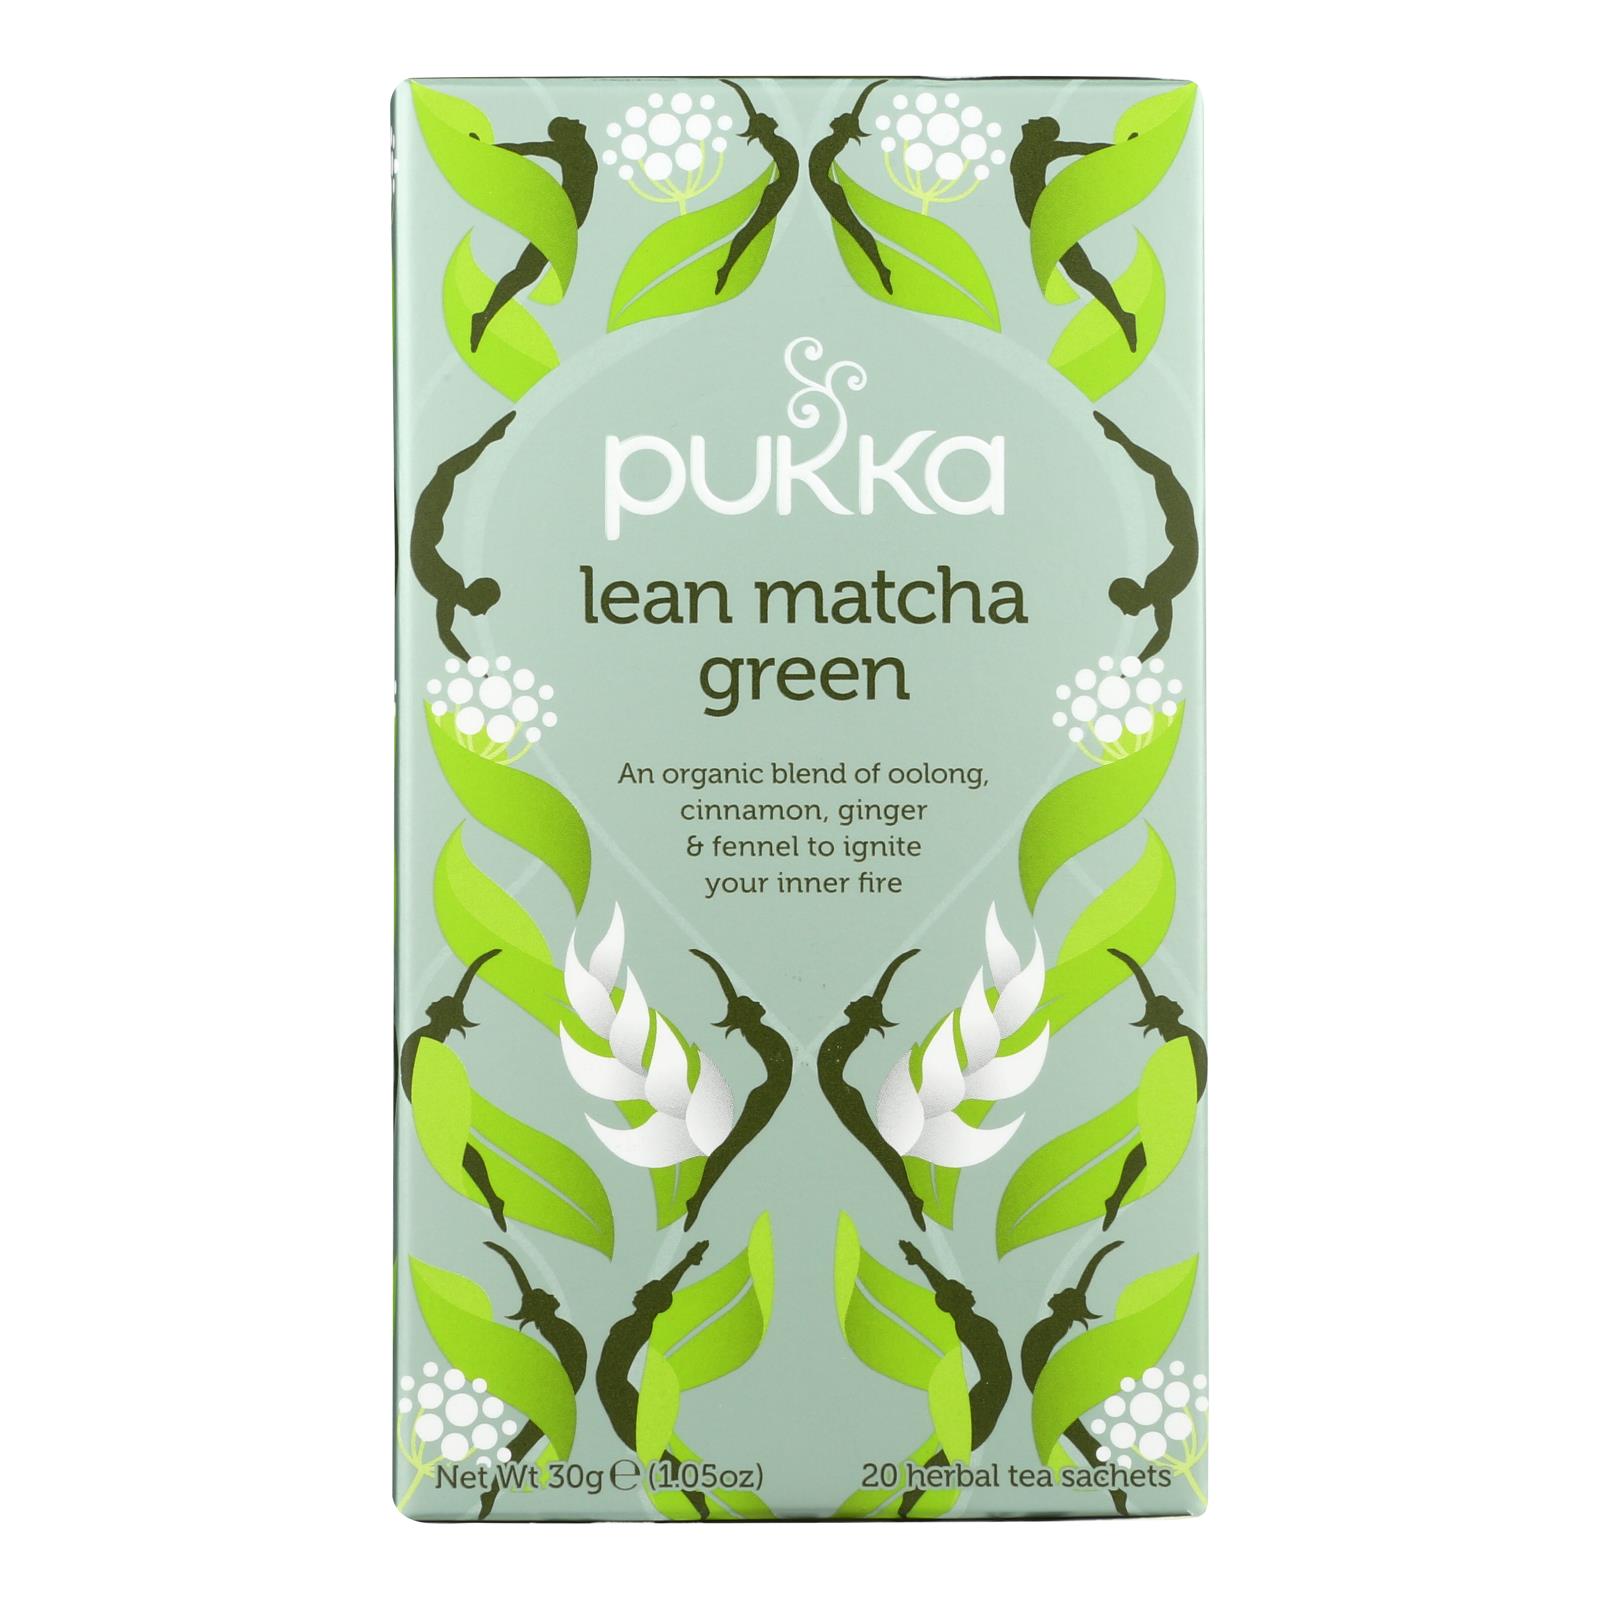 pukka
lean matcha
green
An organic blend of oolong,
cinnamon, ginger
& fennel to ignite
your inner fire
Net Wt 30g ℮ (1.05oz) 20 herbal tea sachets